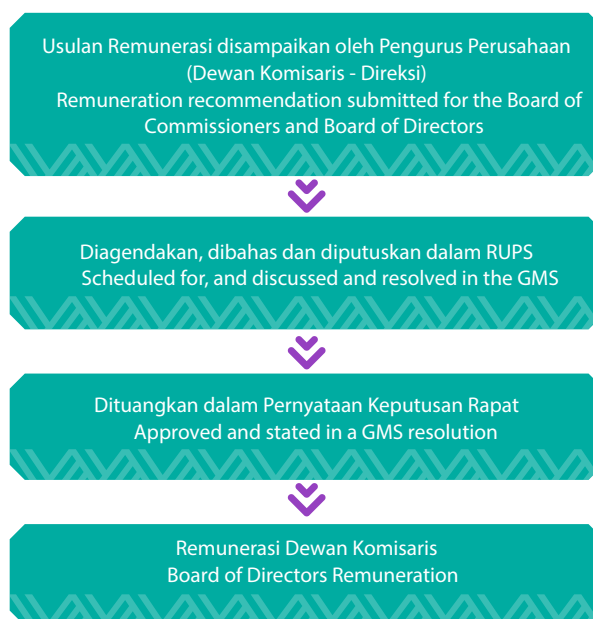 Usulan Remunerasi disampaikan oleh Pengurus Perusahaan
(Dewan Komisaris - Direksi)
Remuneration recommendation submitted for the Board of
Commissioners and Board of Directors
Diagendakan, dibahas dan diputuskan dalam RUPS
Scheduled for, and discussed and resolved in the GMS
Dituangkan dalam Pernyataan Keputusan Rapat
Approved and stated in a GMS resolution
Remunerasi Dewan Komisaris
Board of Directors Remuneration